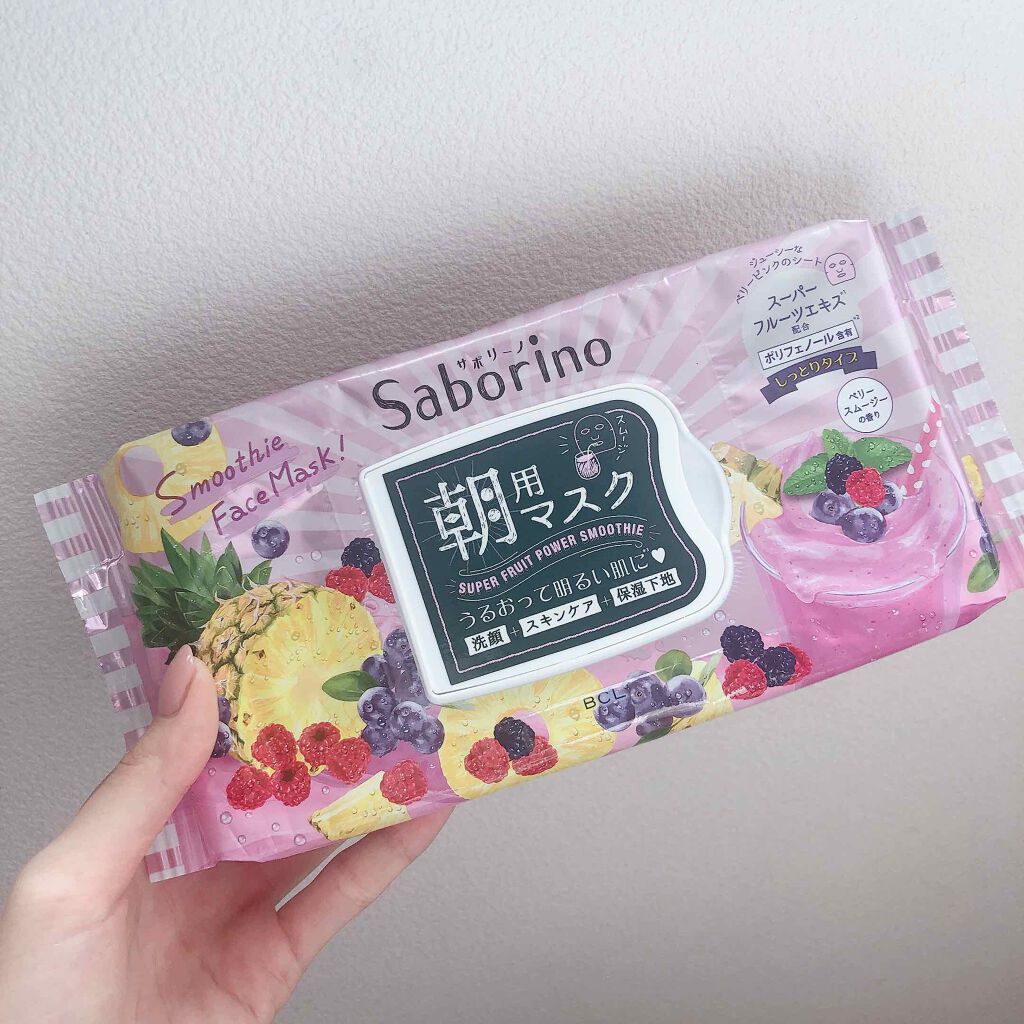 サボリーノ
Saborino
Smoothie
Face Mask!
スムージー
朝用
マスク
SUPER FRUIT POWER SMOOTHIE
うるおって明るい肌に♥
洗顔+スキンケア+保湿下地
ジューシーな
ベリーピンクのシート
スーパー
フルーツエキス
配合
ポリフェノール含有
しっとりタイプ
ベリー
スムージー
の香り
BCL